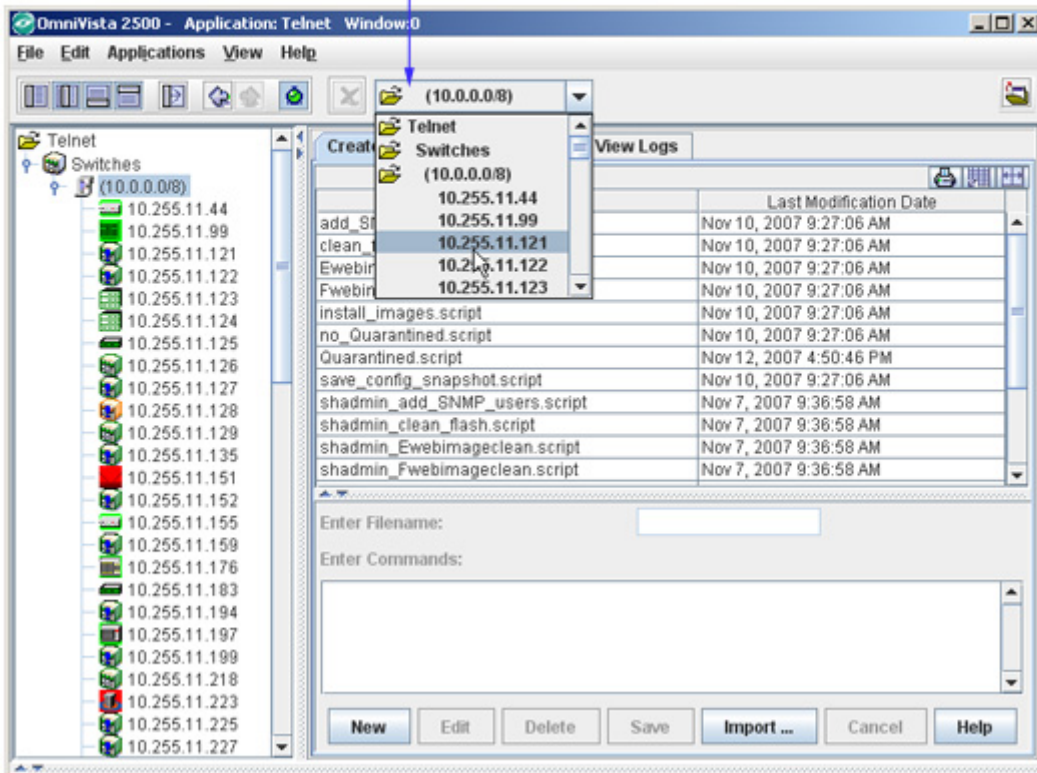 OmniVista 2500 - Application: Telnet Window:0
File Edit Applications View Help
(10.0.0.0/8)
Telnet
Switches
(10.0.0.0/8)
10.255.11.44
10.255.11.99
10.255.11.121
10.255.11.122
10.255.11.123
10.255.11.124
10.255.11.125
10.255.11.126
10.255.11.127
10.255.11.128
10.255.11.129
10.255.11.135
10.255.11.151
10.255.11.152
10.255.11.155
10.255.11.159
10.255.11.176
10.255.11.183
10.255.11.194
10.255.11.197
10.255.11.199
10.255.11.218
10.255.11.223
10.255.11.225
10.255.11.227
Telnet
Switches
(10.0.0.0/8)
10.255.11.44
10.255.11.99
10.255.11.121
10.255.11.122
10.255.11.123
View Logs
Last Modification Date
Nov 10, 2007 9:27:06 AM
Nov 10, 2007 9:27:06 AM
Nov 10, 2007 9:27:06 AM
Nov 10, 2007 9:27:06 AM
install_images.script Nov 10, 2007 9:27:06 AM
no_Quarantined.script Nov 10, 2007 9:27:06 AM
Quarantined.script Nov 12, 2007 4:50:46 PM
save_config_snapshot.script Nov 10, 2007 9:27:06 AM
shadmin_add_SNMP_users.script Nov 7, 2007 9:36:58 AM
shadmin_clean_flash.script Nov 7, 2007 9:36:58 AM
shadmin_Ewebimageclean.script Nov 7, 2007 9:36:58 AM
shadmin_Fwebimageclean.script Nov 7, 2007 9:36:58 AM
Enter Filename:
Enter Commands:
New Edit Delete Save Import ... Cancel Help